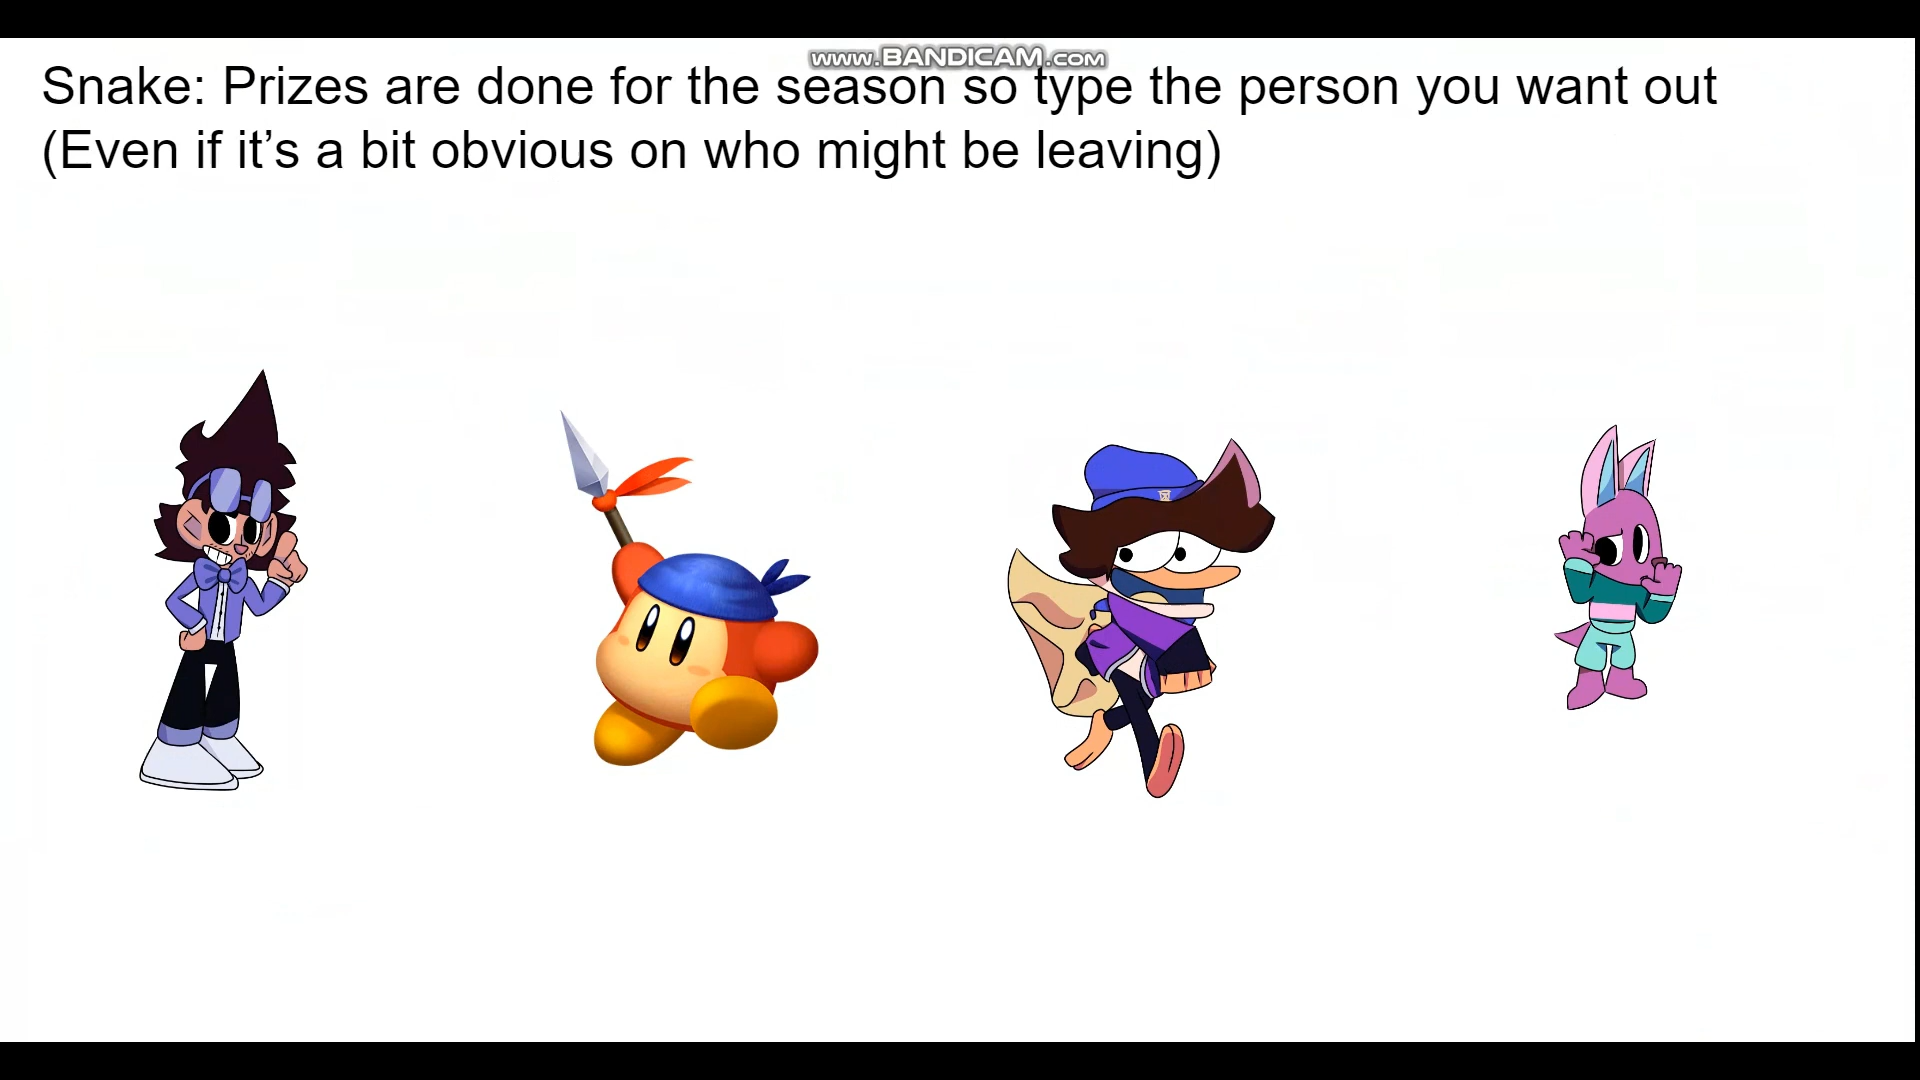 www.BANDICAM.com
Snake: Prizes are done for the season so type the person you want out
(Even if it’s a bit obvious on who might be leaving)